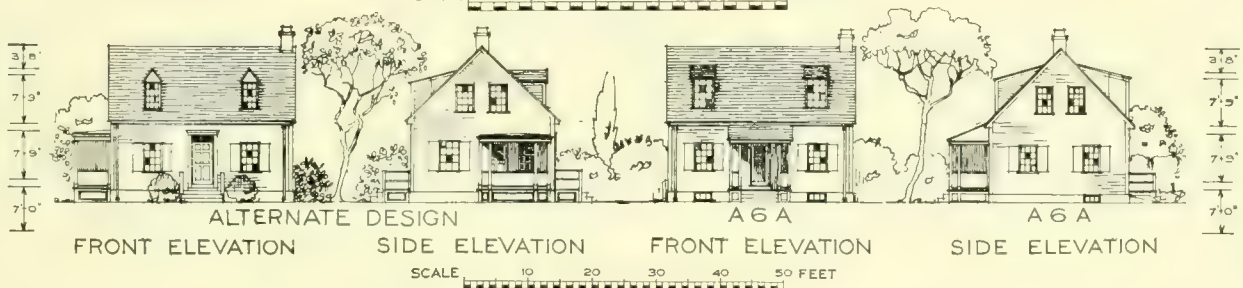 3'8"
7'9"
7'9"
7'0"
3'8"
7'9"
7'9"
7'0"
ALTERNATE DESIGN
FRONT ELEVATION SIDE ELEVATION
A6A
FRONT ELEVATION
A6A
SIDE ELEVATION
SCALE 10 20 30 40 50 FEET